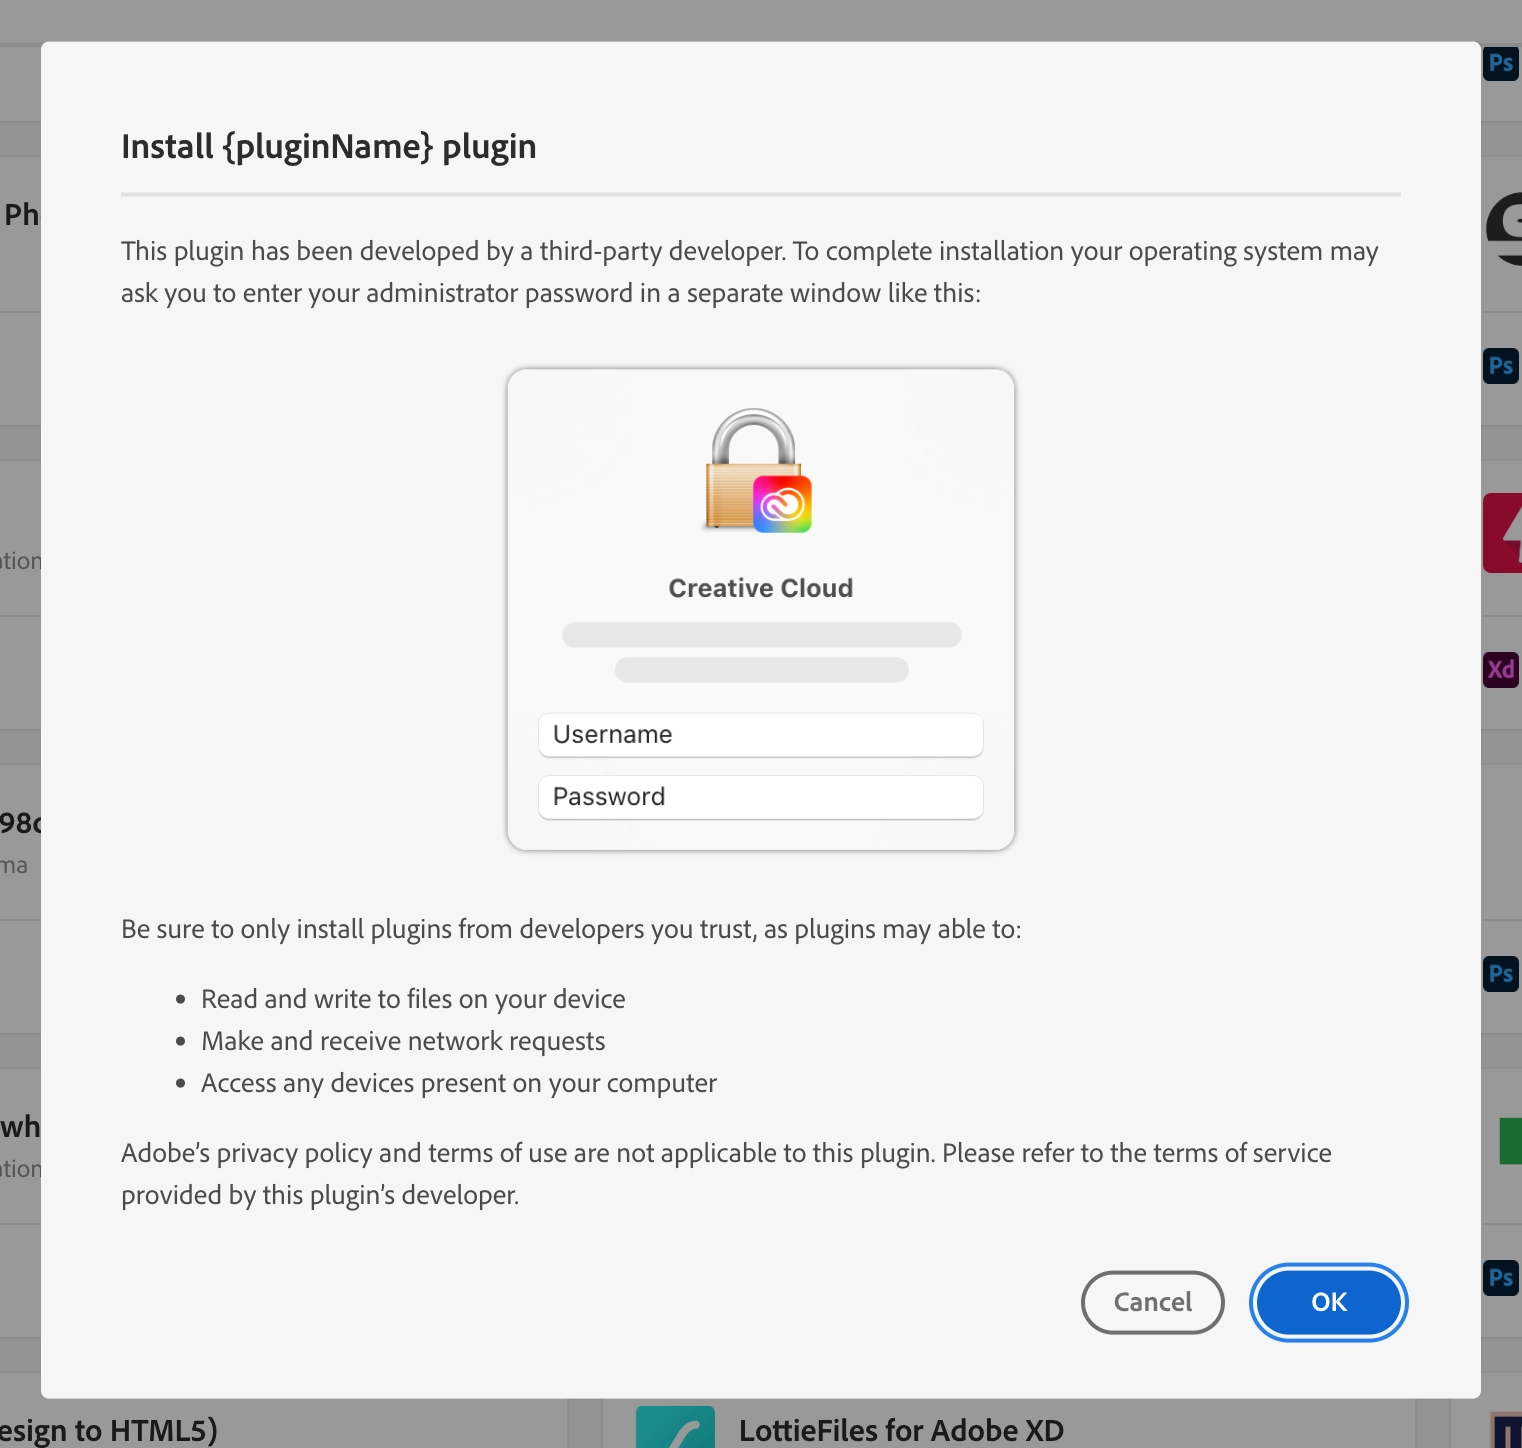 Ps
Install {pluginName} plugin
Ph
This plugin has been developed by a third-party developer. To complete installation your operating system may
ask you to enter your administrator password in a separate window like this:
Ps
ation
Creative Cloud
Xd
Username
Password
98c
ma
Be sure to only install plugins from developers you trust, as plugins may able to:
Ps
• Read and write to files on your device
• Make and receive network requests
• Access any devices present on your computer
wh
ation
Adobe’s privacy policy and terms of use are not applicable to this plugin. Please refer to the terms of service
provided by this plugin’s developer.
Ps
Cancel
OK
esign to HTML5)
LottieFiles for Adobe XD